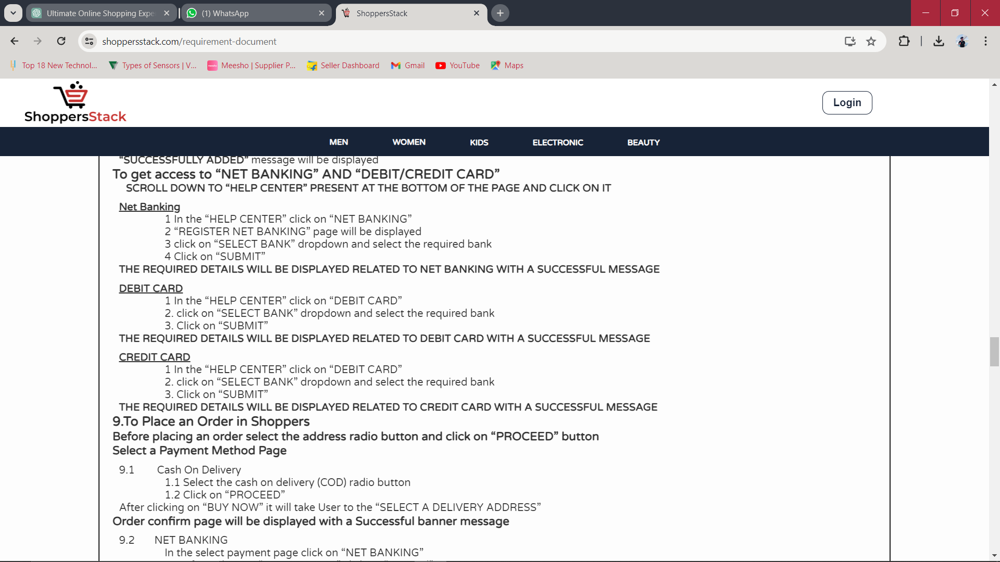 Ultimate Online Shopping Expe
(1) WhatsApp
ShoppersStack
shoppersstack.com/requirement-document
Top 18 New Technol...
Types of Sensors | V...
Meesho | Supplier P...
Seller Dashboard
Gmail
YouTube
Maps
ShoppersStack
Login
MEN
WOMEN
KIDS
ELECTRONIC
BEAUTY
“SUCCESSFULLY ADDED” message will be displayed
To get access to “NET BANKING” AND “DEBIT/CREDIT CARD”
SCROLL DOWN TO “HELP CENTER” PRESENT AT THE BOTTOM OF THE PAGE AND CLICK ON IT
Net Banking
1 In the “HELP CENTER” click on “NET BANKING”
2 “REGISTER NET BANKING” page will be displayed
3 click on “SELECT BANK” dropdown and select the required bank
4 Click on “SUBMIT”
THE REQUIRED DETAILS WILL BE DISPLAYED RELATED TO NET BANKING WITH A SUCCESSFUL MESSAGE
DEBIT CARD
1 In the “HELP CENTER” click on “DEBIT CARD”
2. click on “SELECT BANK” dropdown and select the required bank
3. Click on “SUBMIT”
THE REQUIRED DETAILS WILL BE DISPLAYED RELATED TO DEBIT CARD WITH A SUCCESSFUL MESSAGE
CREDIT CARD
1 In the “HELP CENTER” click on “DEBIT CARD”
2. click on “SELECT BANK” dropdown and select the required bank
3. Click on “SUBMIT”
THE REQUIRED DETAILS WILL BE DISPLAYED RELATED TO CREDIT CARD WITH A SUCCESSFUL MESSAGE
9.To Place an Order in Shoppers
Before placing an order select the address radio button and click on “PROCEED” button
Select a Payment Method Page
9.1 Cash On Delivery
1.1 Select the cash on delivery (COD) radio button
1.2 Click on “PROCEED”
After clicking on “BUY NOW” it will take User to the “SELECT A DELIVERY ADDRESS”
Order confirm page will be displayed with a Successful banner message
9.2 NET BANKING
In the select payment page click on “NET BANKING”